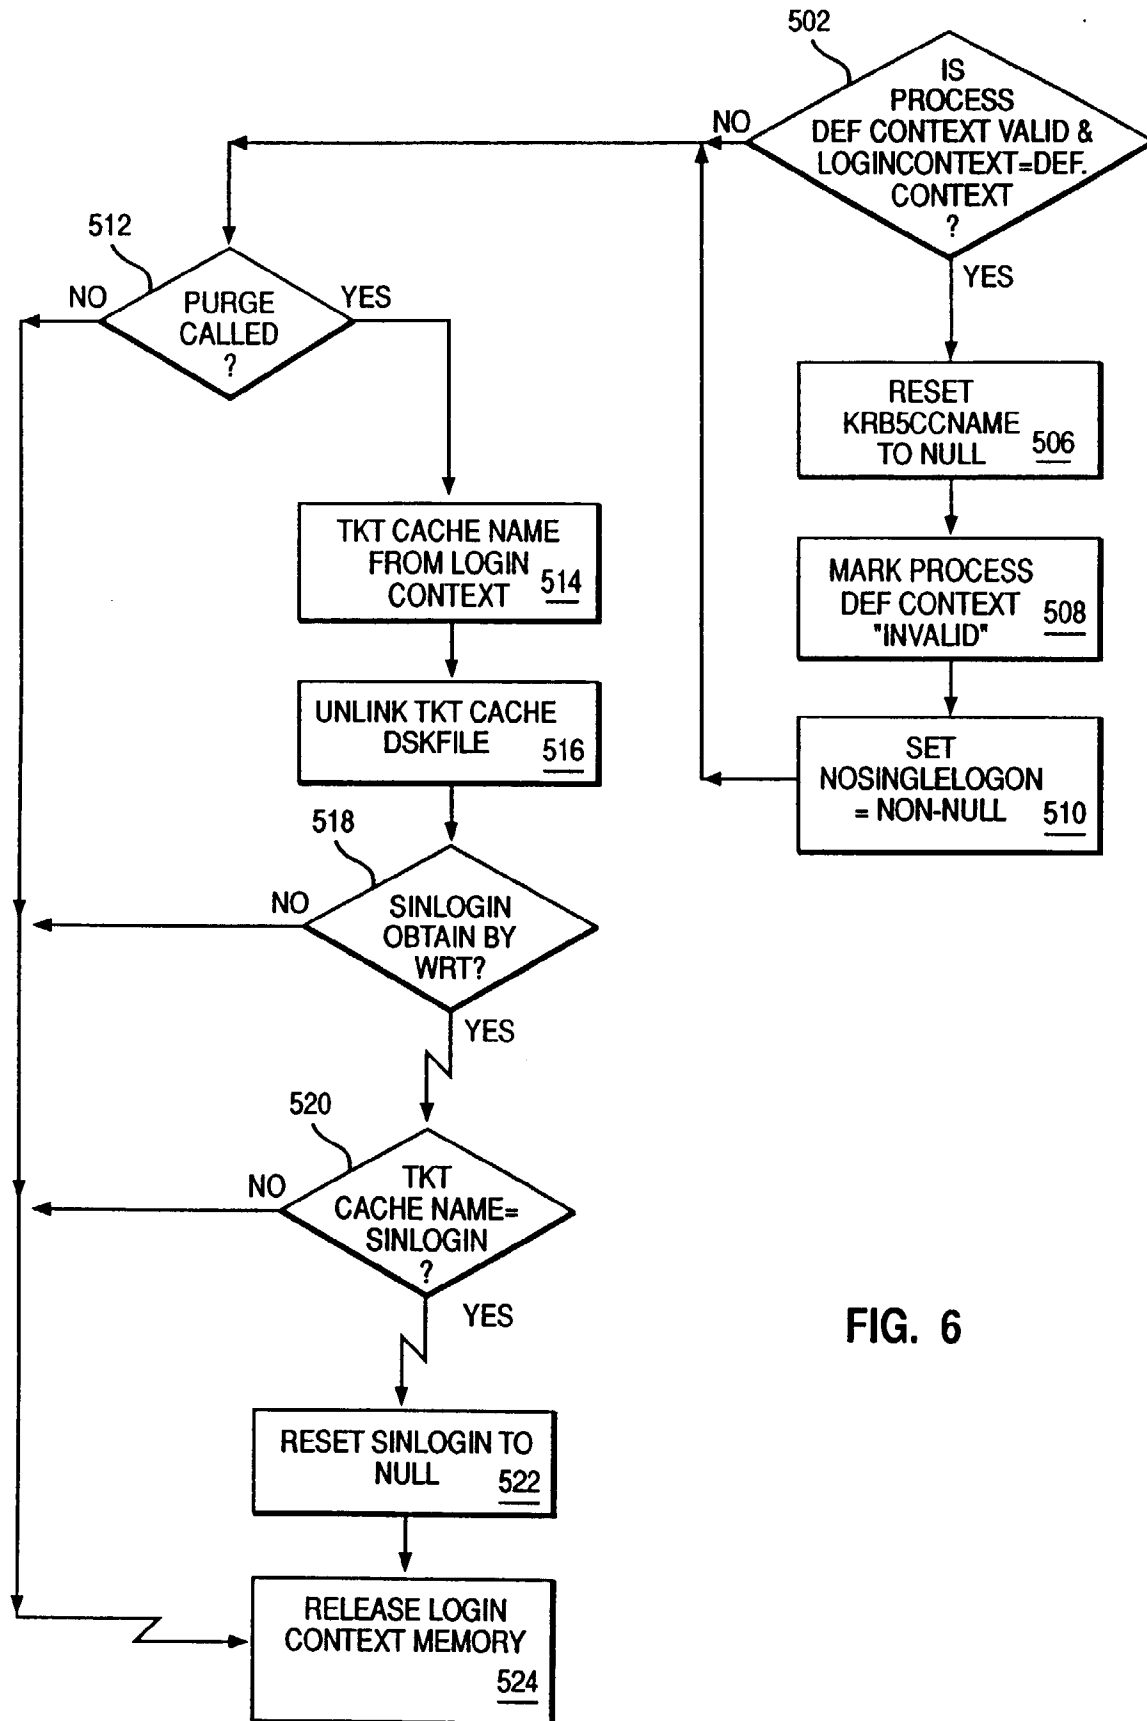 502
IS
PROCESS
DEF CONTEXT VALID &
LOGINCONTEXT=DEF.
CONTEXT
?
NO
YES
512
NO
PURGE
CALLED
?
YES
RESET
KRB5CCNAME
TO NULL
506
MARK PROCESS
DEF CONTEXT
"INVALID"
508
SET
NOSINGLELOGON
= NON-NULL
510
TKT CACHE NAME
FROM LOGIN
CONTEXT
514
UNLINK TKT CACHE
DSKFILE
516
518
NO
SINLOGIN
OBTAIN BY
WRT?
YES
520
NO
TKT
CACHE NAME=
SINLOGIN
?
YES
FIG. 6
RESET SINLOGIN TO
NULL
522
RELEASE LOGIN
CONTEXT MEMORY
524